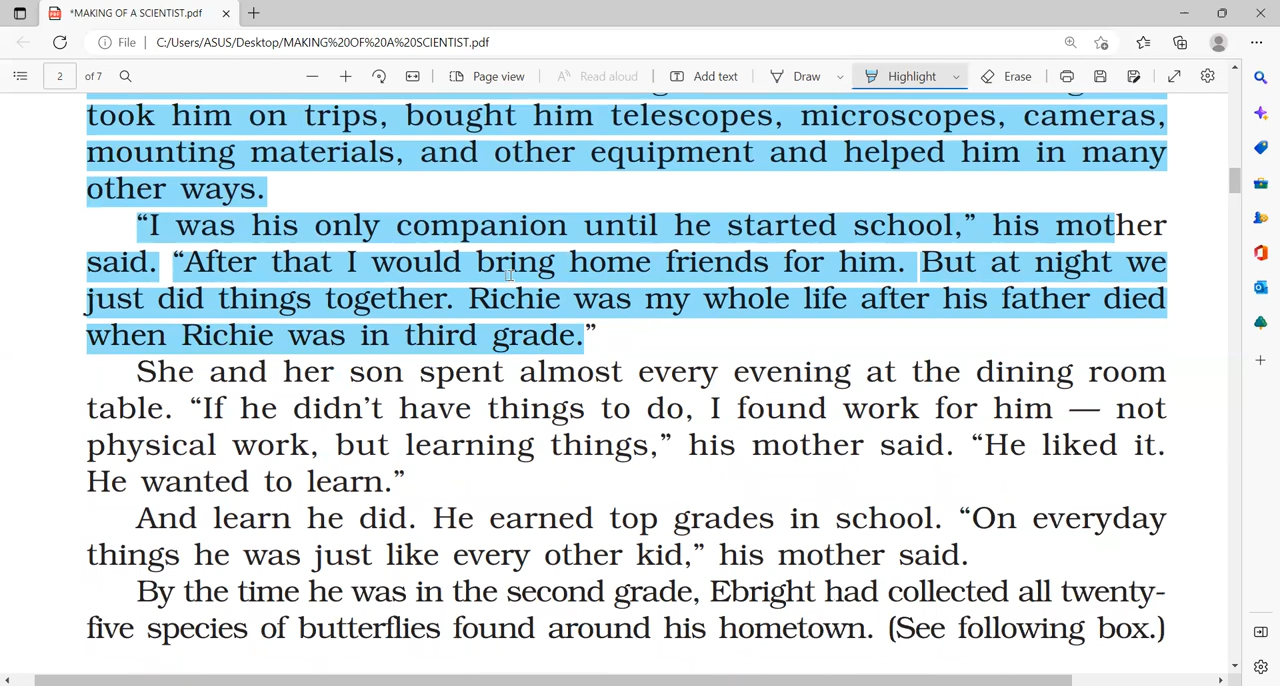 *MAKING OF A SCIENTIST.pdf
File C:/Users/ASUS/Desktop/MAKING%20OF%20A%20SCIENTIST.pdf
2 of 7 Page view Read aloud Add text Draw Highlight Erase
took him on trips, bought him telescopes, microscopes, cameras,
mounting materials, and other equipment and helped him in many
other ways.
“I was his only companion until he started school,” his mother
said. “After that I would bring home friends for him. But at night we
just did things together. Richie was my whole life after his father died
when Richie was in third grade.”
She and her son spent almost every evening at the dining room
table. “If he didn’t have things to do, I found work for him — not
physical work, but learning things,” his mother said. “He liked it.
He wanted to learn.”
And learn he did. He earned top grades in school. “On everyday
things he was just like every other kid,” his mother said.
By the time he was in the second grade, Ebright had collected all twenty-
five species of butterflies found around his hometown. (See following box.)